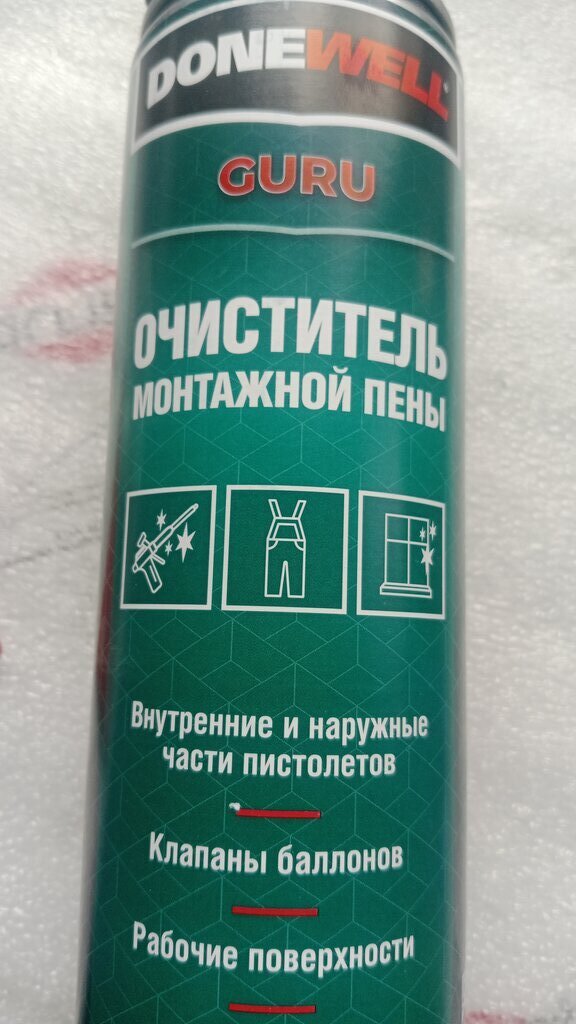 DONEWELL
GURU
ОЧИСТИТЕЛЬ
МОНТАЖНОЙ ПЕНЫ
Внутренние и наружные
части пистолетов
Клапаны баллонов
Рабочие поверхности